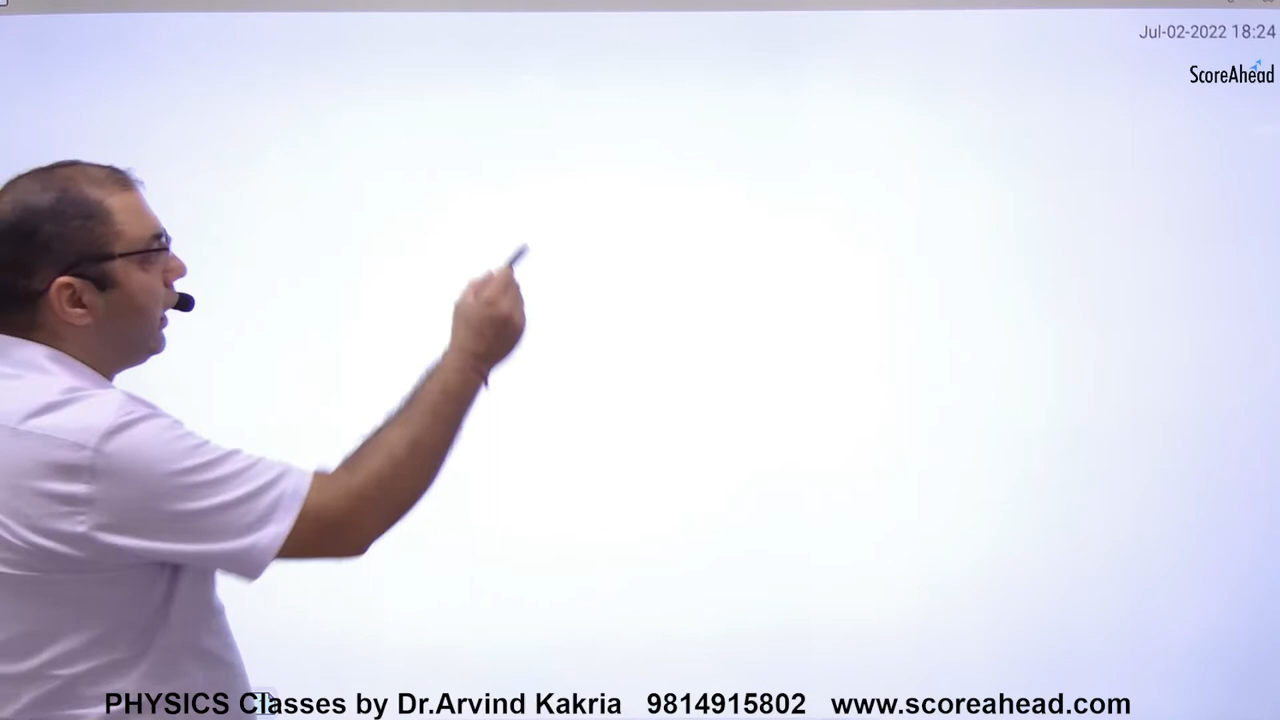 Jul-02-2022 18:24
ScoreAhead
PHYSICS Classes by Dr.Arvind Kakria 9814915802 www.scoreahead.com